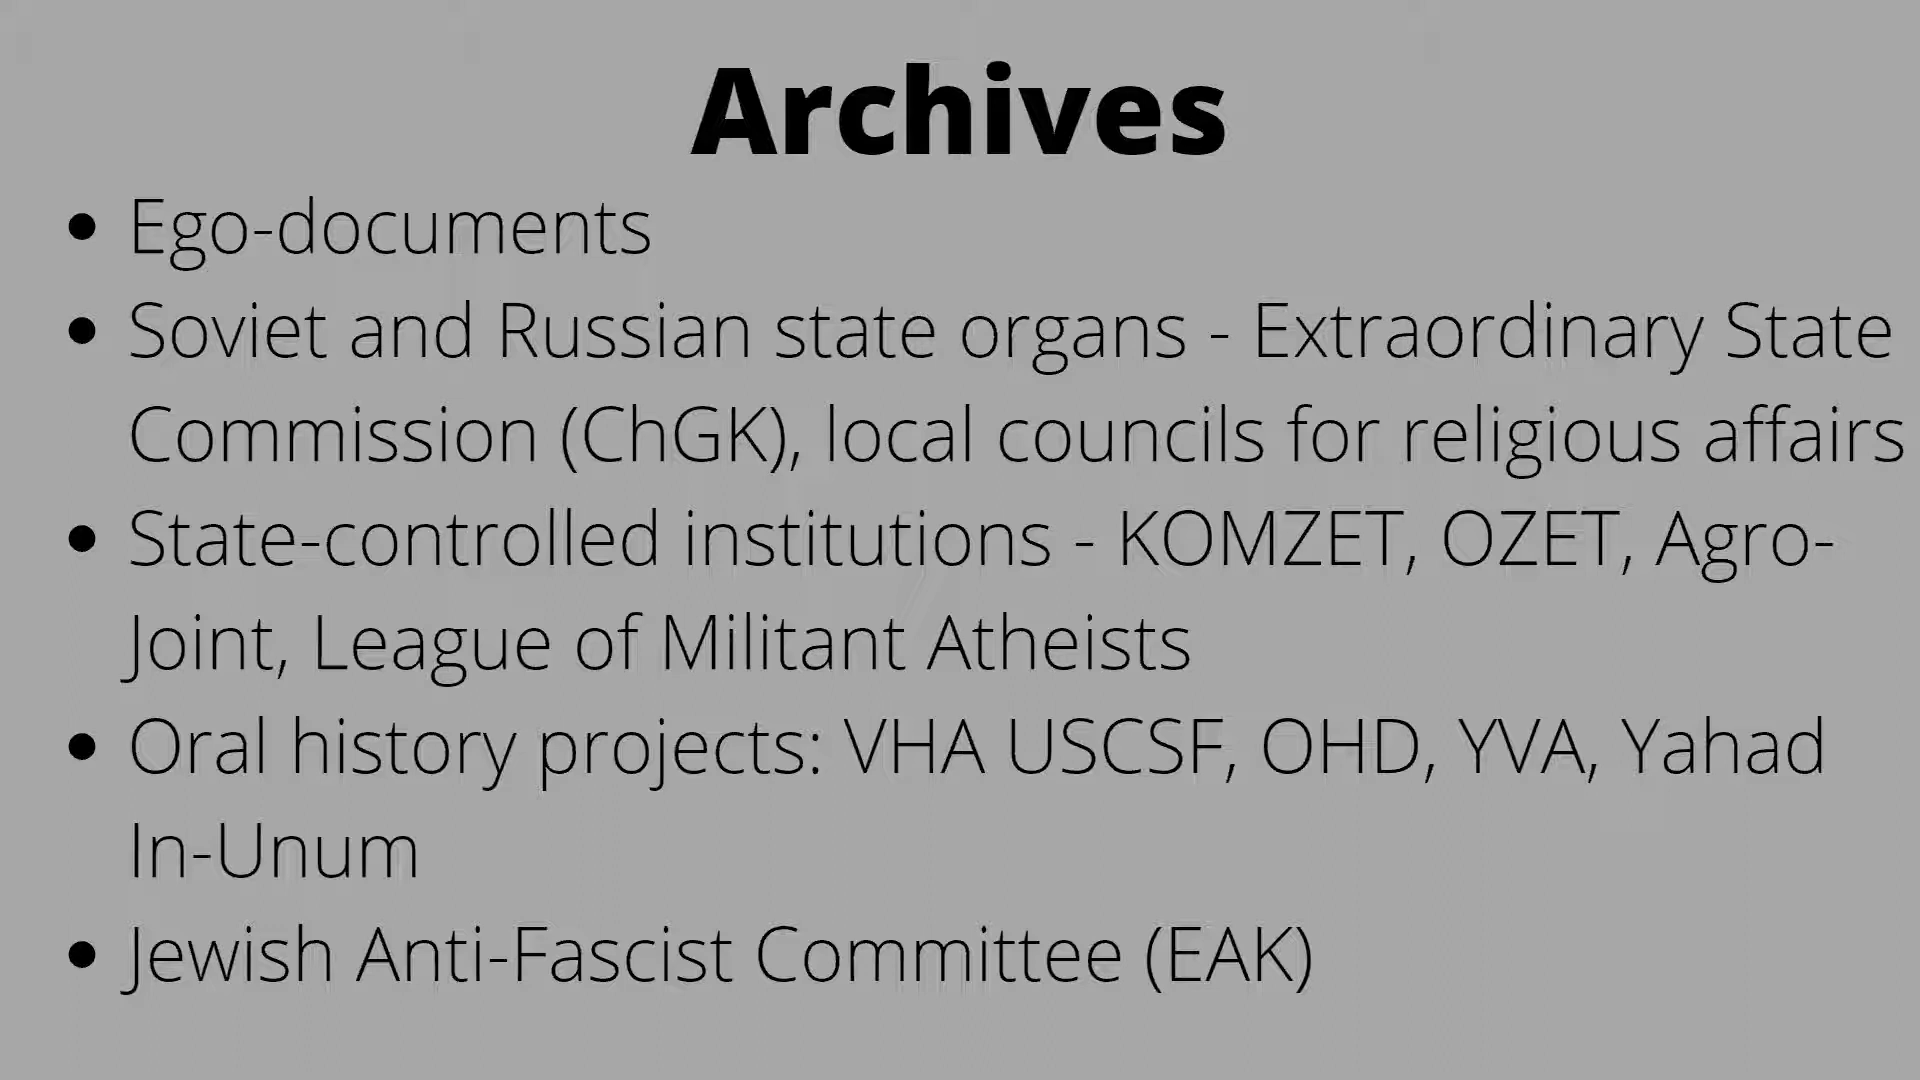 Archives
• Ego-documents
• Soviet and Russian state organs - Extraordinary State
Commission (ChGK), local councils for religious affairs
• State-controlled institutions - KOMZET, OZET, Agro-
Joint, League of Militant Atheists
• Oral history projects: VHA USCSF, OHD, YVA, Yahad
In-Unum
• Jewish Anti-Fascist Committee (EAK)